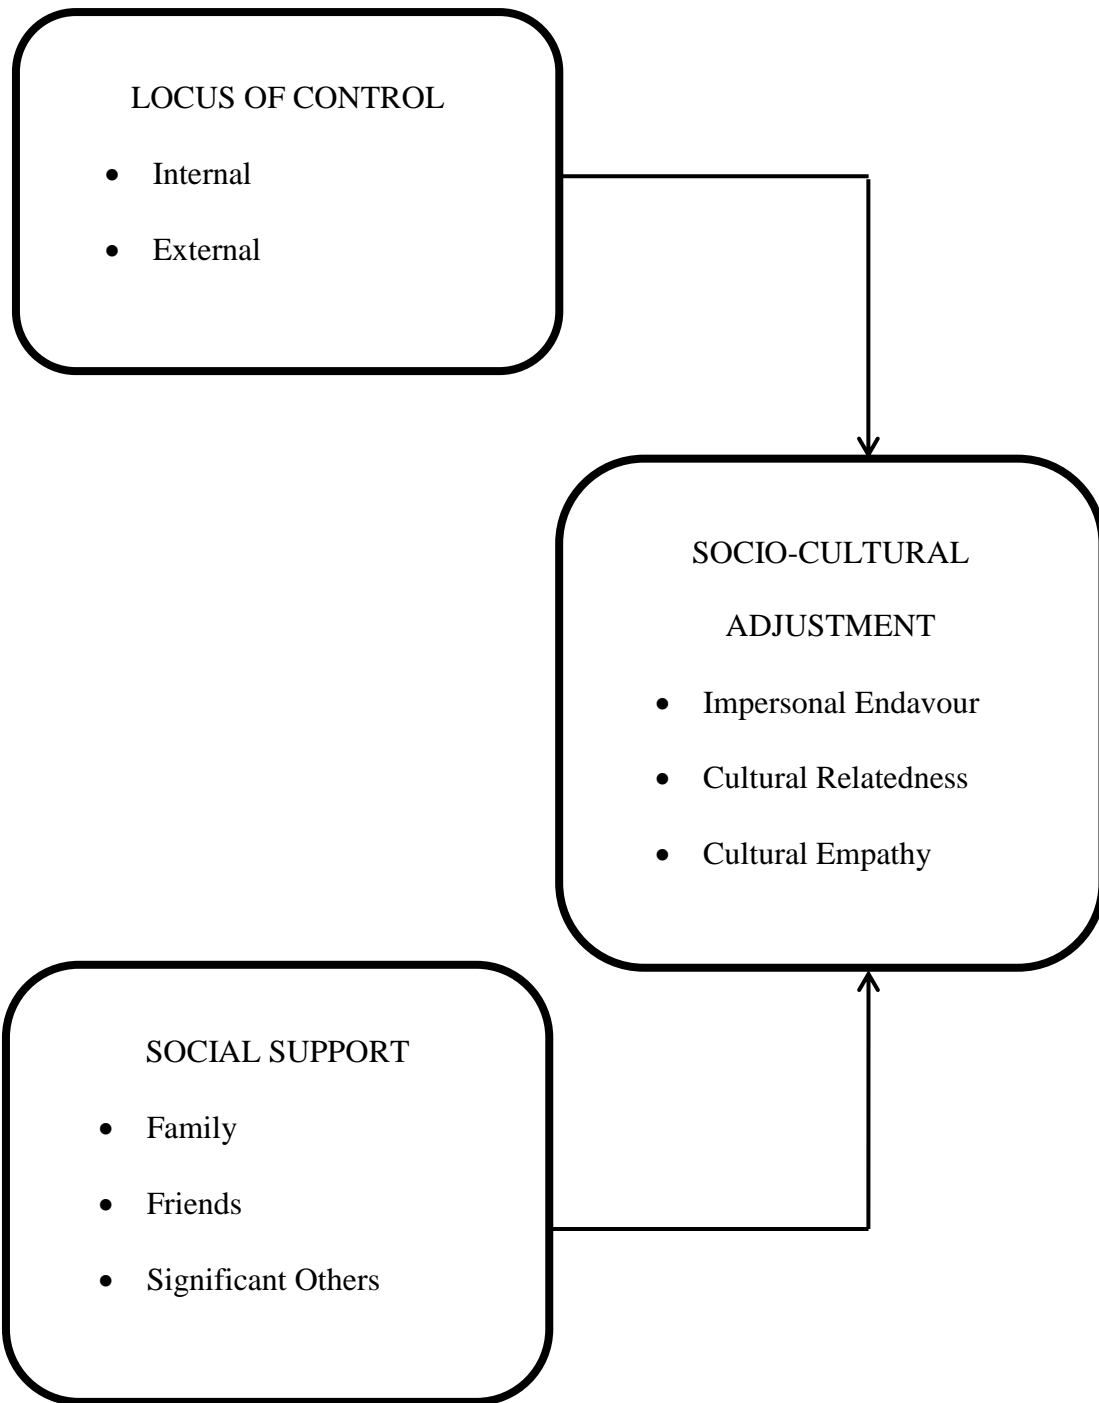 LOCUS OF CONTROL
• Internal
• External
SOCIO-CULTURAL
ADJUSTMENT
• Impersonal Endavour
• Cultural Relatedness
• Cultural Empathy
SOCIAL SUPPORT
• Family
• Friends
• Significant Others